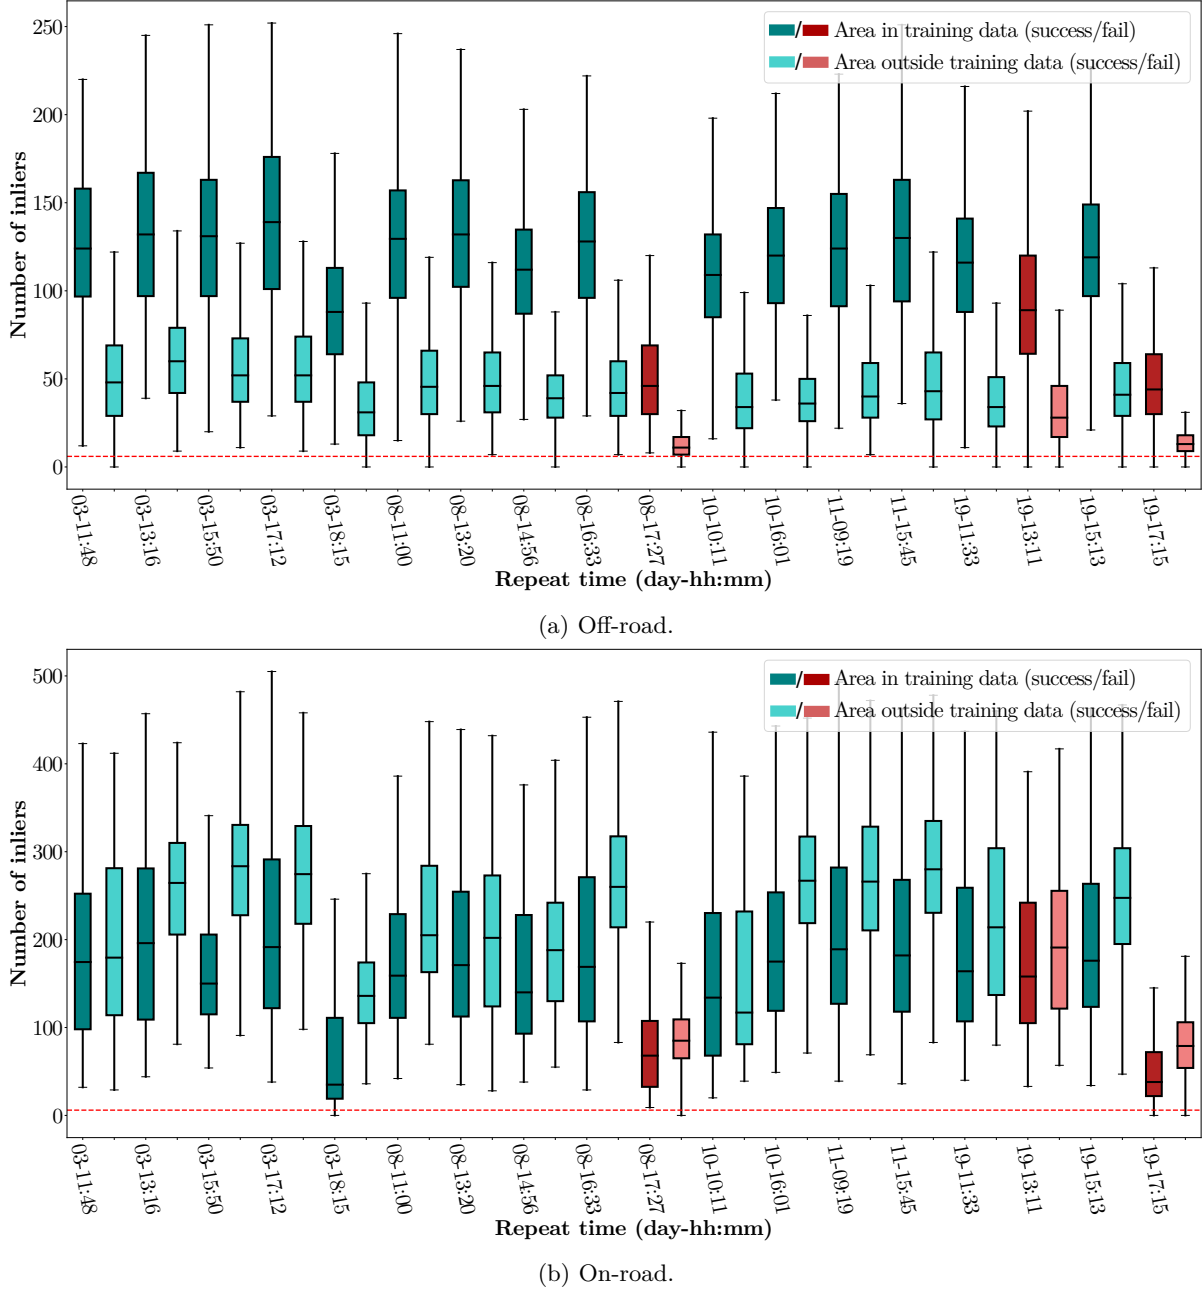 / Area in training data (success/fail)
/ Area outside training data (success/fail)
250
200
150
100
50
0
Number of inliers
03-11:48 03-13:16 03-15:50 03-17:12 03-18:15 08-11:00 08-13:20 08-14:56 08-16:33 08-17:27 10-10:11 10-16:01 11-09:19 11-15:45 19-11:33 19-13:11 19-15:13 19-17:15
Repeat time (day-hh:mm)
(a) Off-road.
/ Area in training data (success/fail)
/ Area outside training data (success/fail)
500
400
300
200
100
0
Number of inliers
03-11:48 03-13:16 03-15:50 03-17:12 03-18:15 08-11:00 08-13:20 08-14:56 08-16:33 08-17:27 10-10:11 10-16:01 11-09:19 11-15:45 19-11:33 19-13:11 19-15:13 19-17:15
Repeat time (day-hh:mm)
(b) On-road.